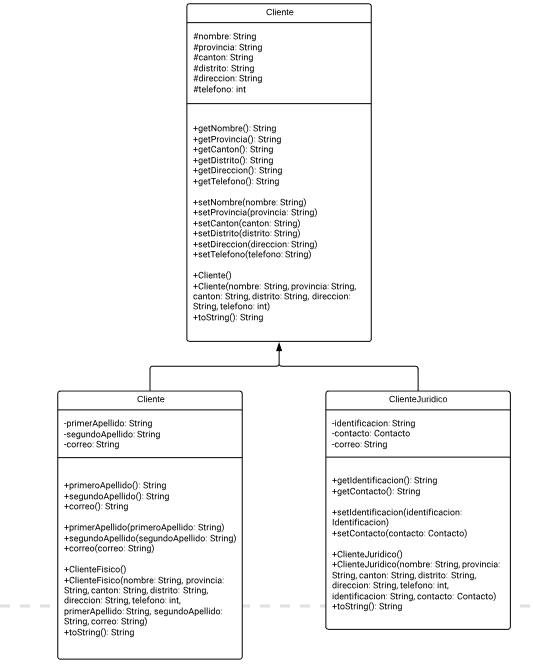 Cliente
#nombre: String
#provincia: String
#canton: String
#distrito: String
#direccion: String
#telefono: int
+getNombre(): String
+getProvincia(): String
+getCanton(): String
+getDistrito(): String
+getDireccion(): String
+getTelefono(): String
+setNombre(nombre: String)
+setProvincia(provincia: String)
+setCanton(canton: String)
+setDistrito(distrito: String)
+setDireccion(direccion: String)
+setTelefono(telefono: String)
+Cliente()
+Cliente(nombre: String, provincia: String,
canton: String, distrito: String, direccion:
String, telefono: int)
+toString(): String
Cliente
-primerApellido: String
-segundoApellido: String
-correo: String
+primeroApellido(): String
+segundoApellido(): String
+correo(): String
+primerApellido(primeroApellido: String)
+segundoApellido(segundoApellido: String)
+correo(correo: String)
+ClienteFisico()
+ClienteFisico(nombre: String, provincia:
String, canton: String, distrito: String,
direccion: String, telefono: int,
primerApellido: String, segundoApellido:
String, correo: String)
+toString(): String
ClienteJuridico
-identificacion: String
-contacto: Contacto
-correo: String
+getIdentificacion(): String
+getContacto(): String
+setIdentificacion(identificacion:
Identificacion)
+setContacto(contacto: Contacto)
+ClienteJuridico()
+ClienteJuridico(nombre: String, provincia:
String, canton: String, distrito: String,
direccion: String, telefono: int,
identificacion: String, contacto: Contacto)
+toString(): String